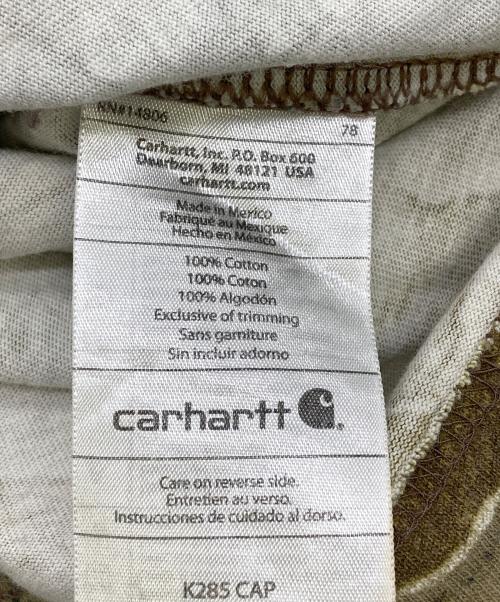 RN#14806 78
Carhartt, Inc. P.O. Box 600
Dearborn, MI 48121 USA
carhartt.com
Made in Mexico
Fabriqué au Mexique
Hecho en México
100% Cotton
100% Coton
100% Algodón
Exclusive of trimming
Sans garniture
Sin incluir adorno
carhartt
Care on reverse side.
Entretien au verso.
Instrucciones de cuidado al dorso.
K285 CAP